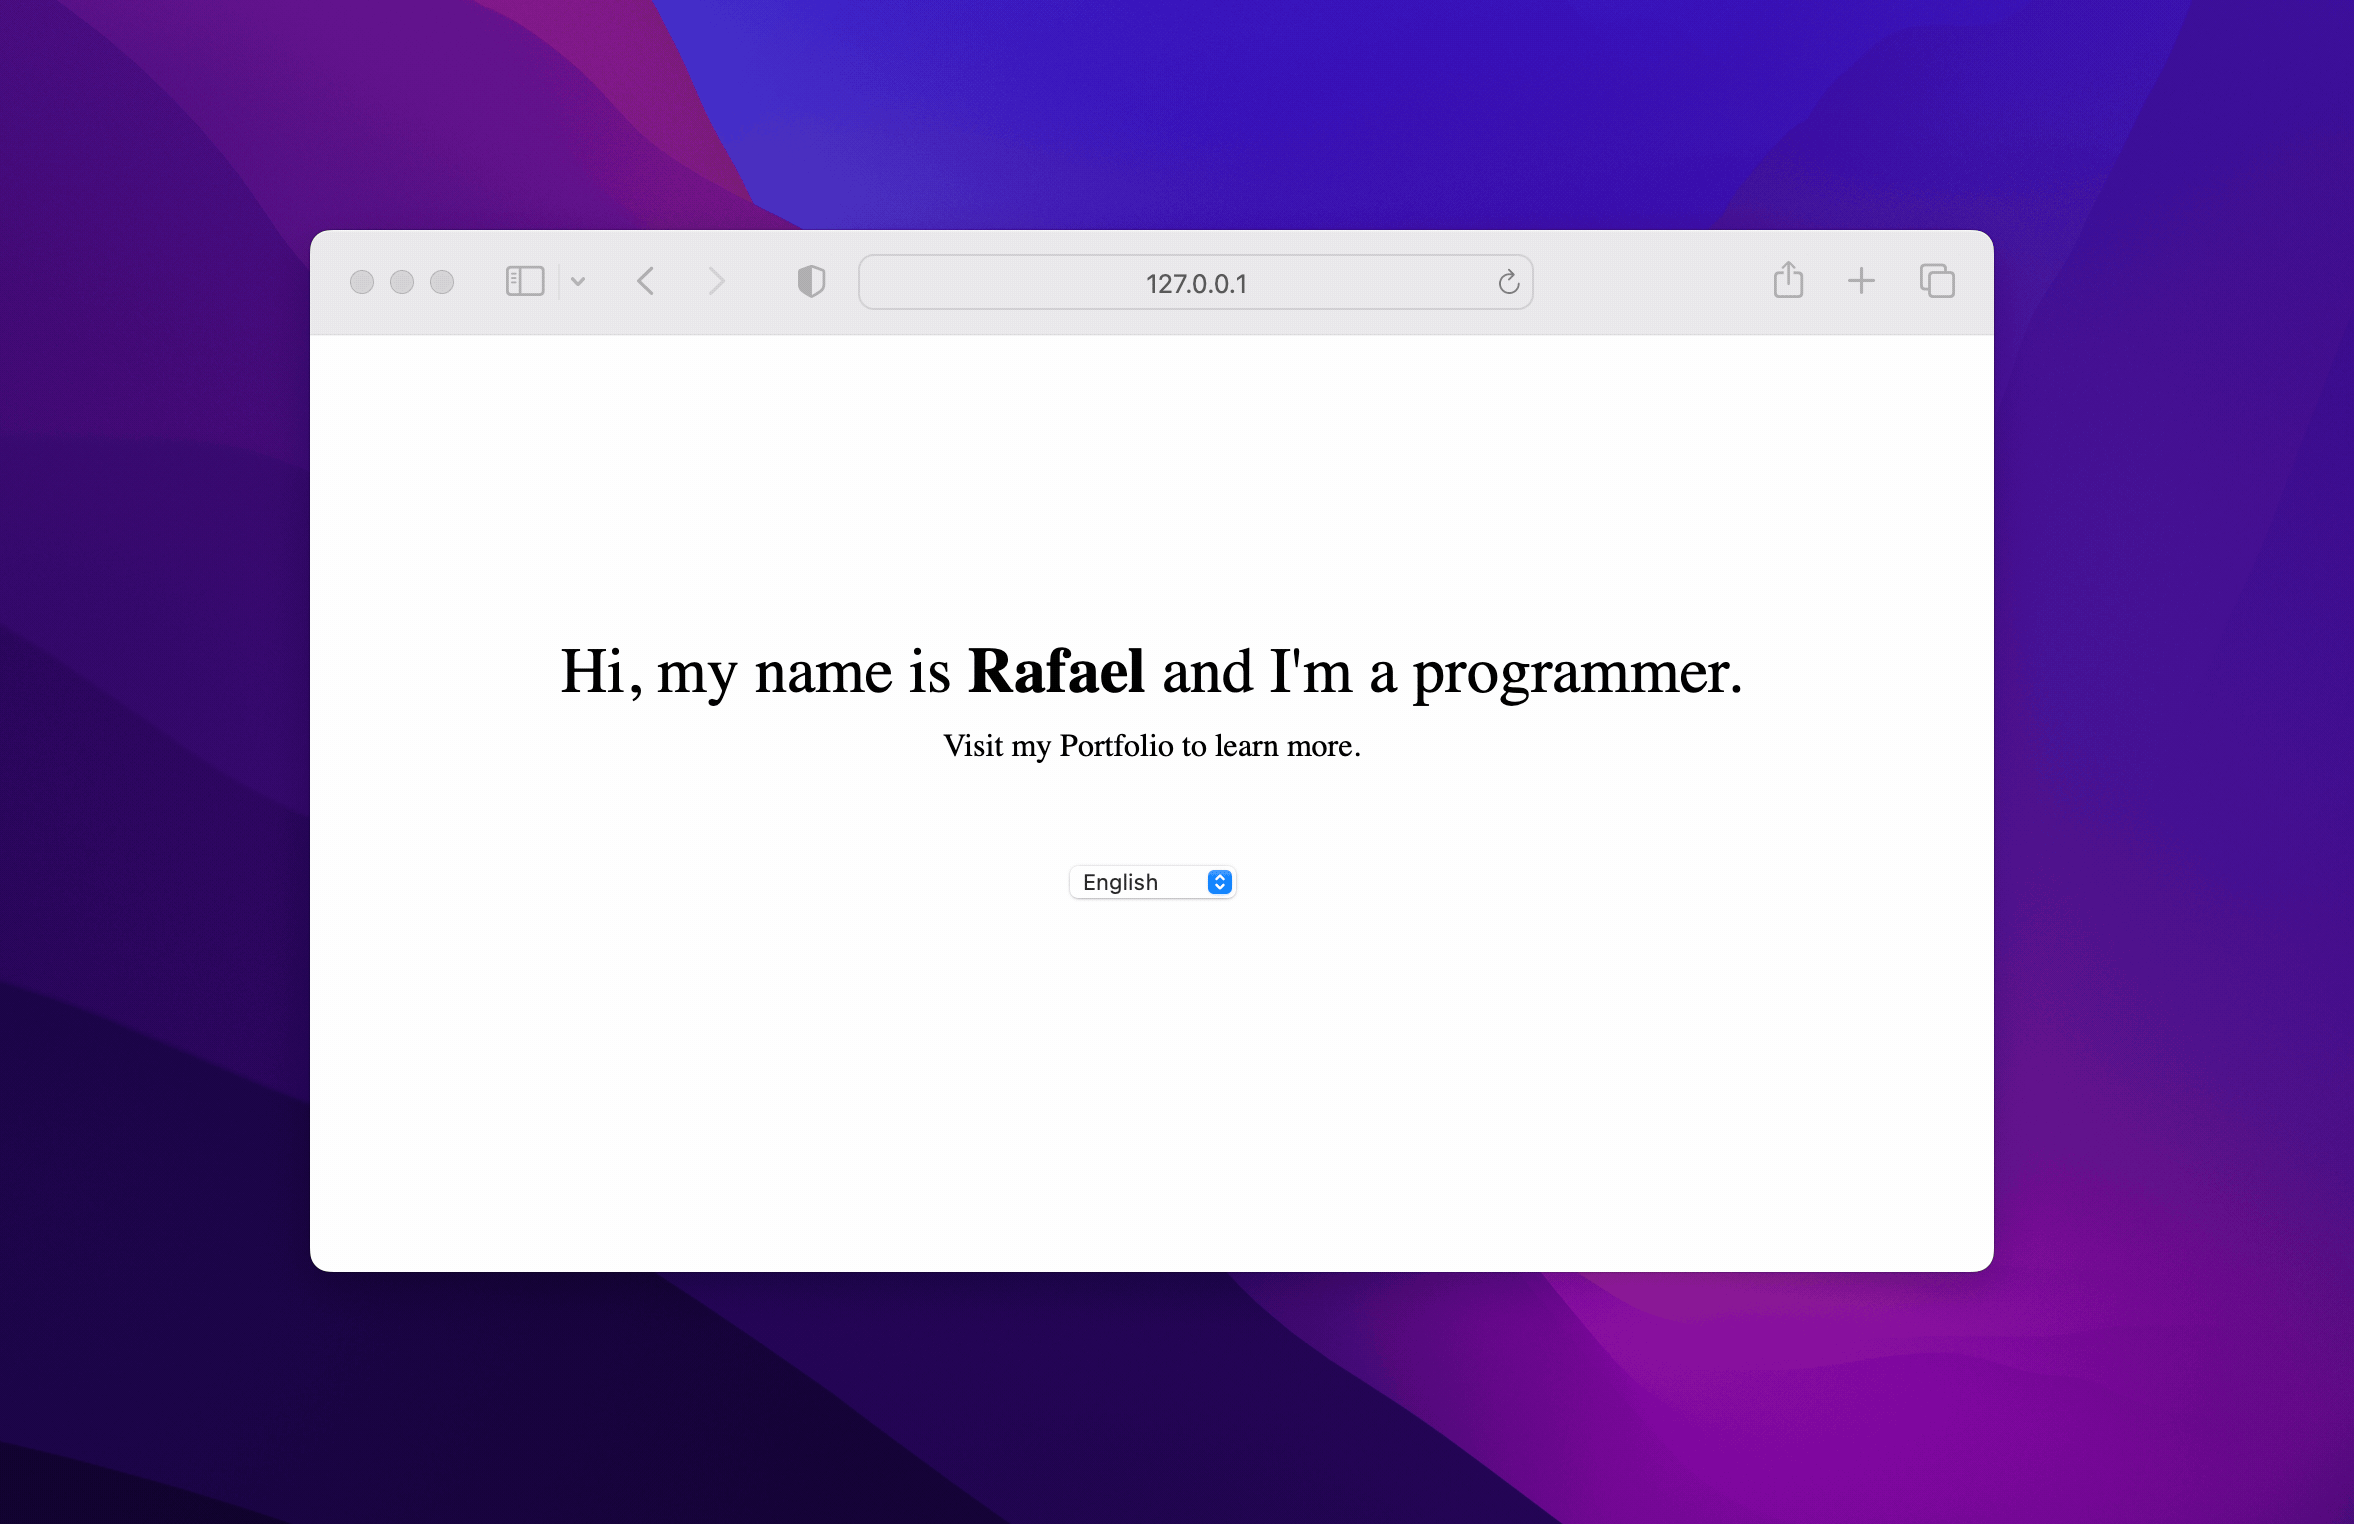 127.0.0.1
Hi, my name is Rafael and I'm a programmer.
Visit my Portfolio to learn more.
English